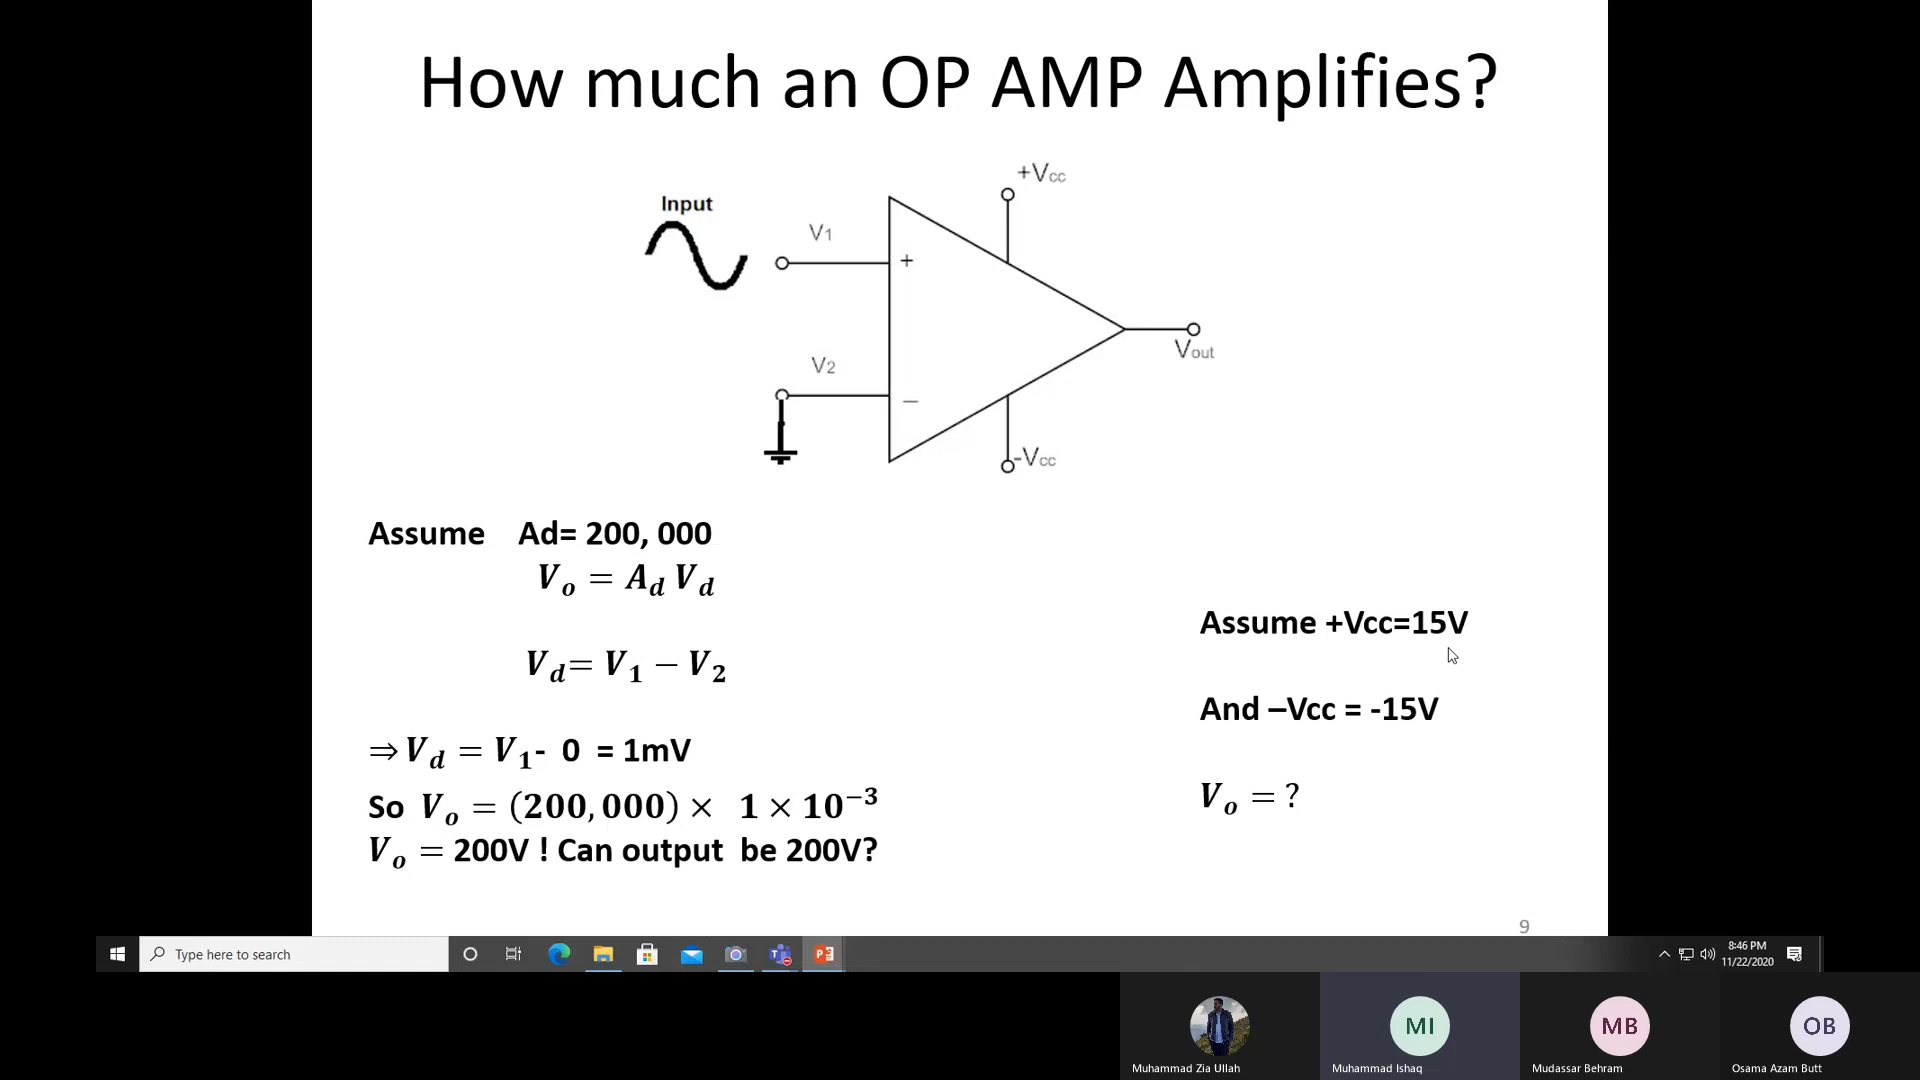 How much an OP AMP Amplifies?
+Vcc
Input
V1
+
Vout
V2
–
-Vcc
Assume Ad= 200, 000
Vo = Ad Vd
Vd= V1 − V2
⇒Vd = V1- 0 = 1mV
So Vo = (200,000) × 1 × 10⁻³
Vo = 200V ! Can output be 200V?
Assume +Vcc=15V
And –Vcc = -15V
Vo = ?
9
Type here to search
8:46 PM
11/22/2020
MI
MB
OB
Muhammad Zia Ullah
Muhammad Ishaq
Mudassar Behram
Osama Azam Butt